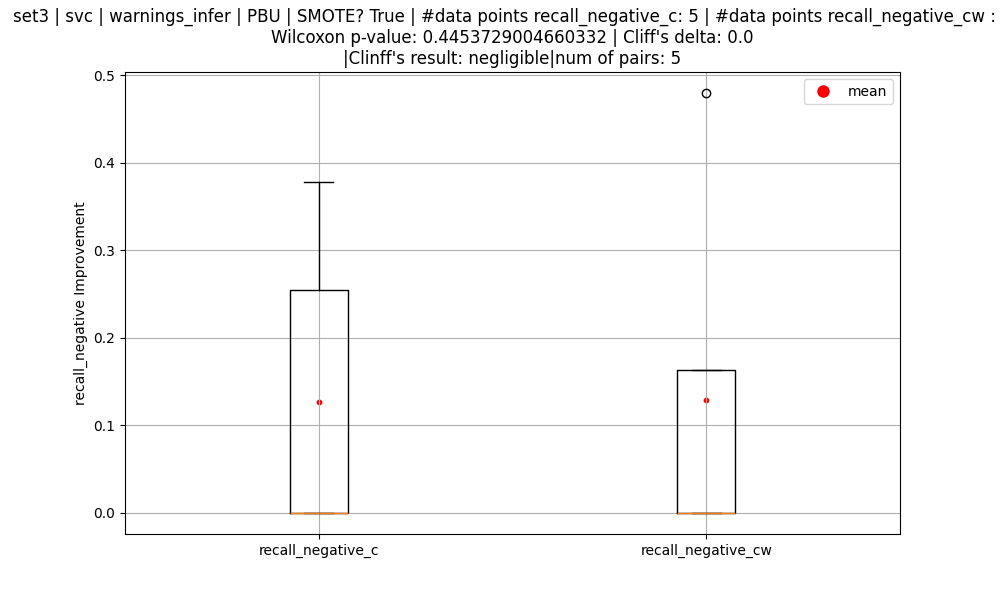 set3 | svc | warnings_infer | PBU | SMOTE? True | #data points recall_negative_c: 5 | #data points recall_negative_cw :
Wilcoxon p-value: 0.4453729004660332 | Cliff's delta: 0.0
|Clinff's result: negligible|num of pairs: 5
mean
0.5
0.4
0.3
0.2
0.1
0.0
recall_negative Improvement
recall_negative_c
recall_negative_cw